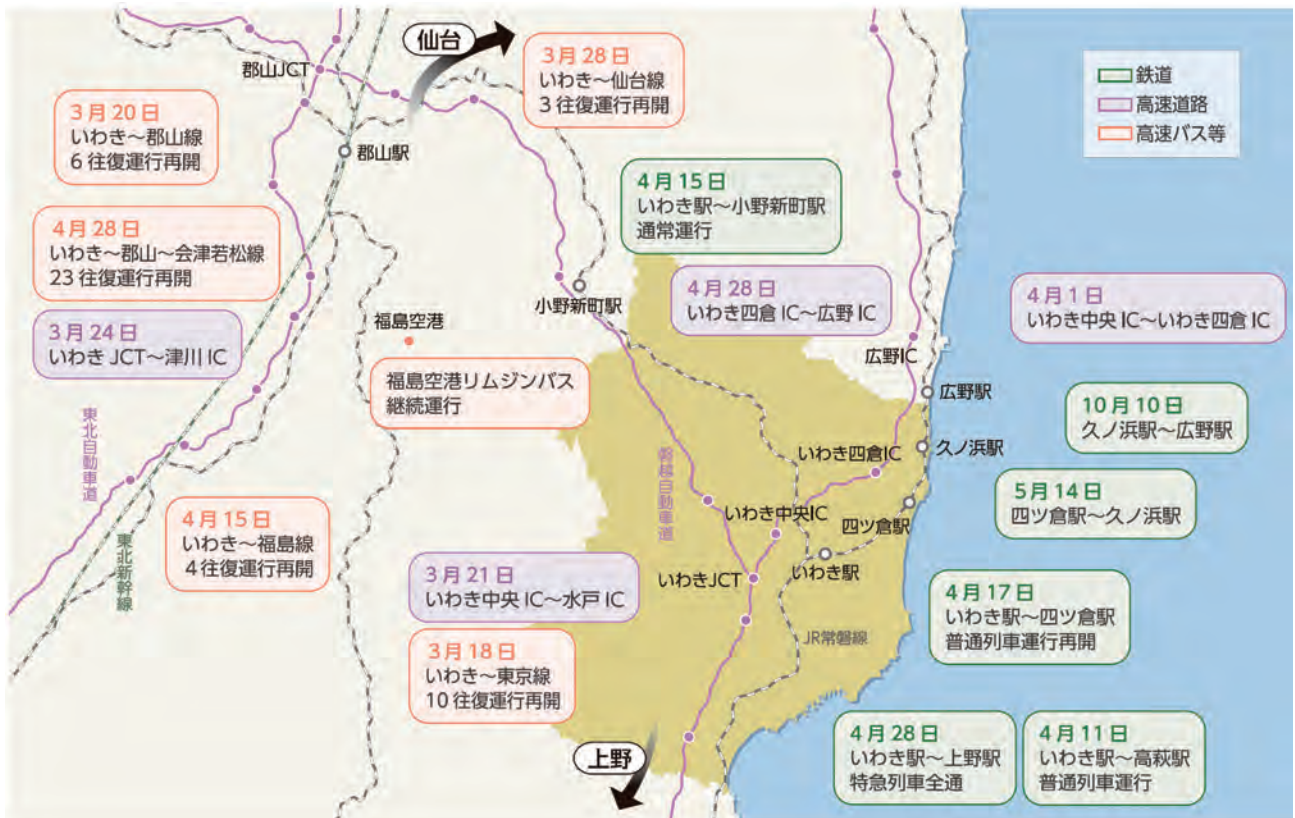 仙台
3月28日
いわき～仙台線
3往復運行再開
鉄道
高速道路
高速バス等
郡山JCT
3月20日
いわき～郡山線
6往復運行再開
郡山駅
4月15日
いわき駅～小野新町駅
通常運行
4月28日
いわき～郡山～会津若松線
23往復運行再開
小野新町駅
4月28日
いわき四倉IC～広野IC
4月1日
いわき中央IC～いわき四倉IC
3月24日
いわきJCT～津川IC
福島空港
広野IC
福島空港リムジンバス
継続運行
広野駅
10月10日
久ノ浜駅～広野駅
東北自動車道
磐越自動車道
いわき四倉IC
久ノ浜駅
5月14日
四ツ倉駅～久ノ浜駅
4月15日
いわき～福島線
4往復運行再開
東北新幹線
いわき中央IC
四ツ倉駅
3月21日
いわき中央IC～水戸IC
いわきJCT
いわき駅
4月17日
いわき駅～四ツ倉駅
普通列車運行再開
JR常磐線
3月18日
いわき～東京線
10往復運行再開
上野
4月28日
いわき駅～上野駅
特急列車全通
4月11日
いわき駅～高萩駅
普通列車運行